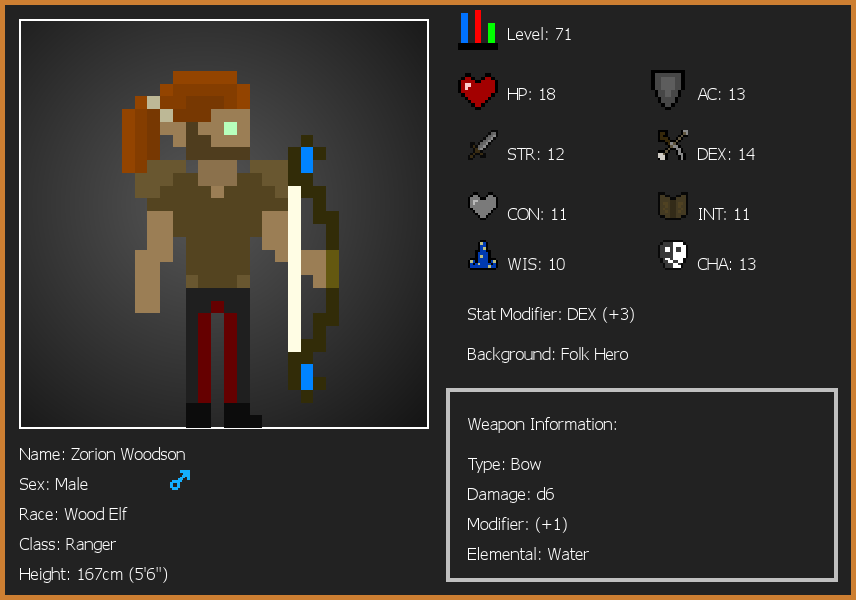 Level: 71
HP: 18
AC: 13
STR: 12
DEX: 14
CON: 11
INT: 11
WIS: 10
CHA: 13
Stat Modifier: DEX (+3)
Background: Folk Hero
Weapon Information:
Type: Bow
Damage: d6
Modifier: (+1)
Elemental: Water
Name: Zorion Woodson
Sex: Male
Race: Wood Elf
Class: Ranger
Height: 167cm (5'6")